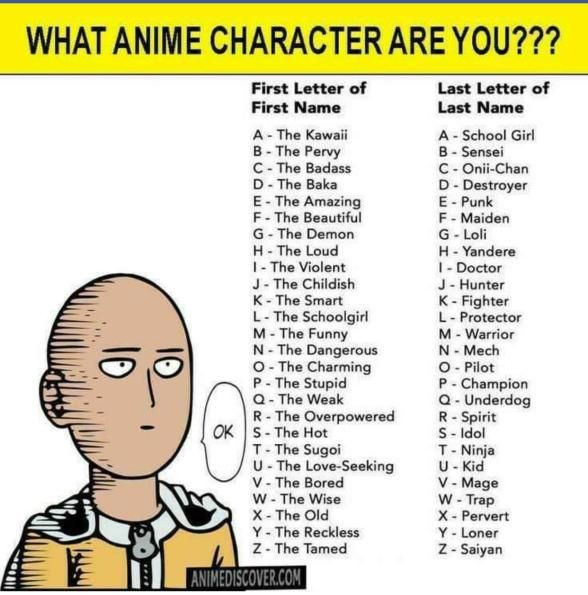 WHAT ANIME CHARACTER ARE YOU???
First Letter of
First Name
A - The Kawaii
B - The Pervy
C - The Badass
D - The Baka
E - The Amazing
F - The Beautiful
G - The Demon
H - The Loud
I - The Violent
J - The Childish
K - The Smart
L - The Schoolgirl
M - The Funny
N - The Dangerous
O - The Charming
P - The Stupid
Q - The Weak
R - The Overpowered
S - The Hot
T - The Sugoi
U - The Love-Seeking
V - The Bored
W - The Wise
X - The Old
Y - The Reckless
Z - The Tamed
Last Letter of
Last Name
A - School Girl
B - Sensei
C - Onii-Chan
D - Destroyer
E - Punk
F - Maiden
G - Loli
H - Yandere
I - Doctor
J - Hunter
K - Fighter
L - Protector
M - Warrior
N - Mech
O - Pilot
P - Champion
Q - Underdog
R - Spirit
S - Idol
T - Ninja
U - Kid
V - Mage
W - Trap
X - Pervert
Y - Loner
Z - Saiyan
OK
ANIMEDISCOVER.COM